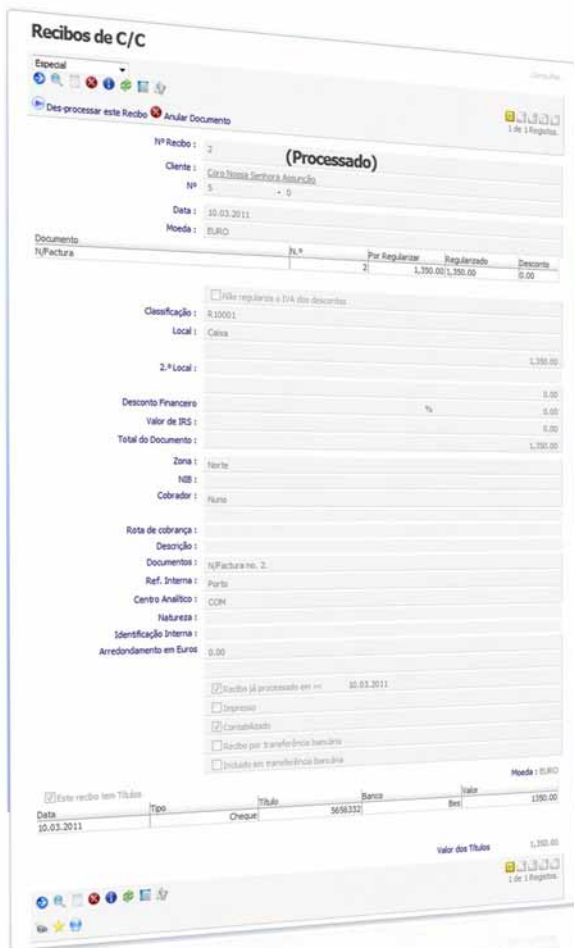 Recibos de C/C
Consultas
Especial
Des-processar este Recibo Anular Documento
1 de 1 Registos.
Nº Recibo : 2 (Processado)
Cliente : Coro Nossa Senhora Assunção
Nº 5 - 0
Data : 10.03.2011
Moeda : EURO
Documento N.º Por Regularizar Regularizado Desconto
N/Factura 2 1,350.00 1,350.00 0.00
Não regulariza o IVA dos descontos
Classificação : R10001
Local : Caixa
1,350.00
2.º Local :
0.00
Desconto Financeiro % 0.00
Valor de IRS : 0.00
Total do Documento : 1,350.00
Zona : Norte
NIB :
Cobrador : Nuno
Rota de cobrança :
Descrição :
Documentos : N/Factura no. 2.
Ref. Interna : Porto
Centro Analítico : COM
Natureza :
Identificação Interna :
Arredondamento em Euros 0.00
Recibo já processado em >> 10.03.2011
Impresso
Contabilizado
Recibo por transferência bancária
Incluido em transferência bancária
Moeda : EURO
Este recibo tem Títulos
Data Tipo Título Banco Valor
10.03.2011 Cheque 5656332 Bes 1350.00
Valor dos Títulos 1,350.00
1 de 1 Registos.